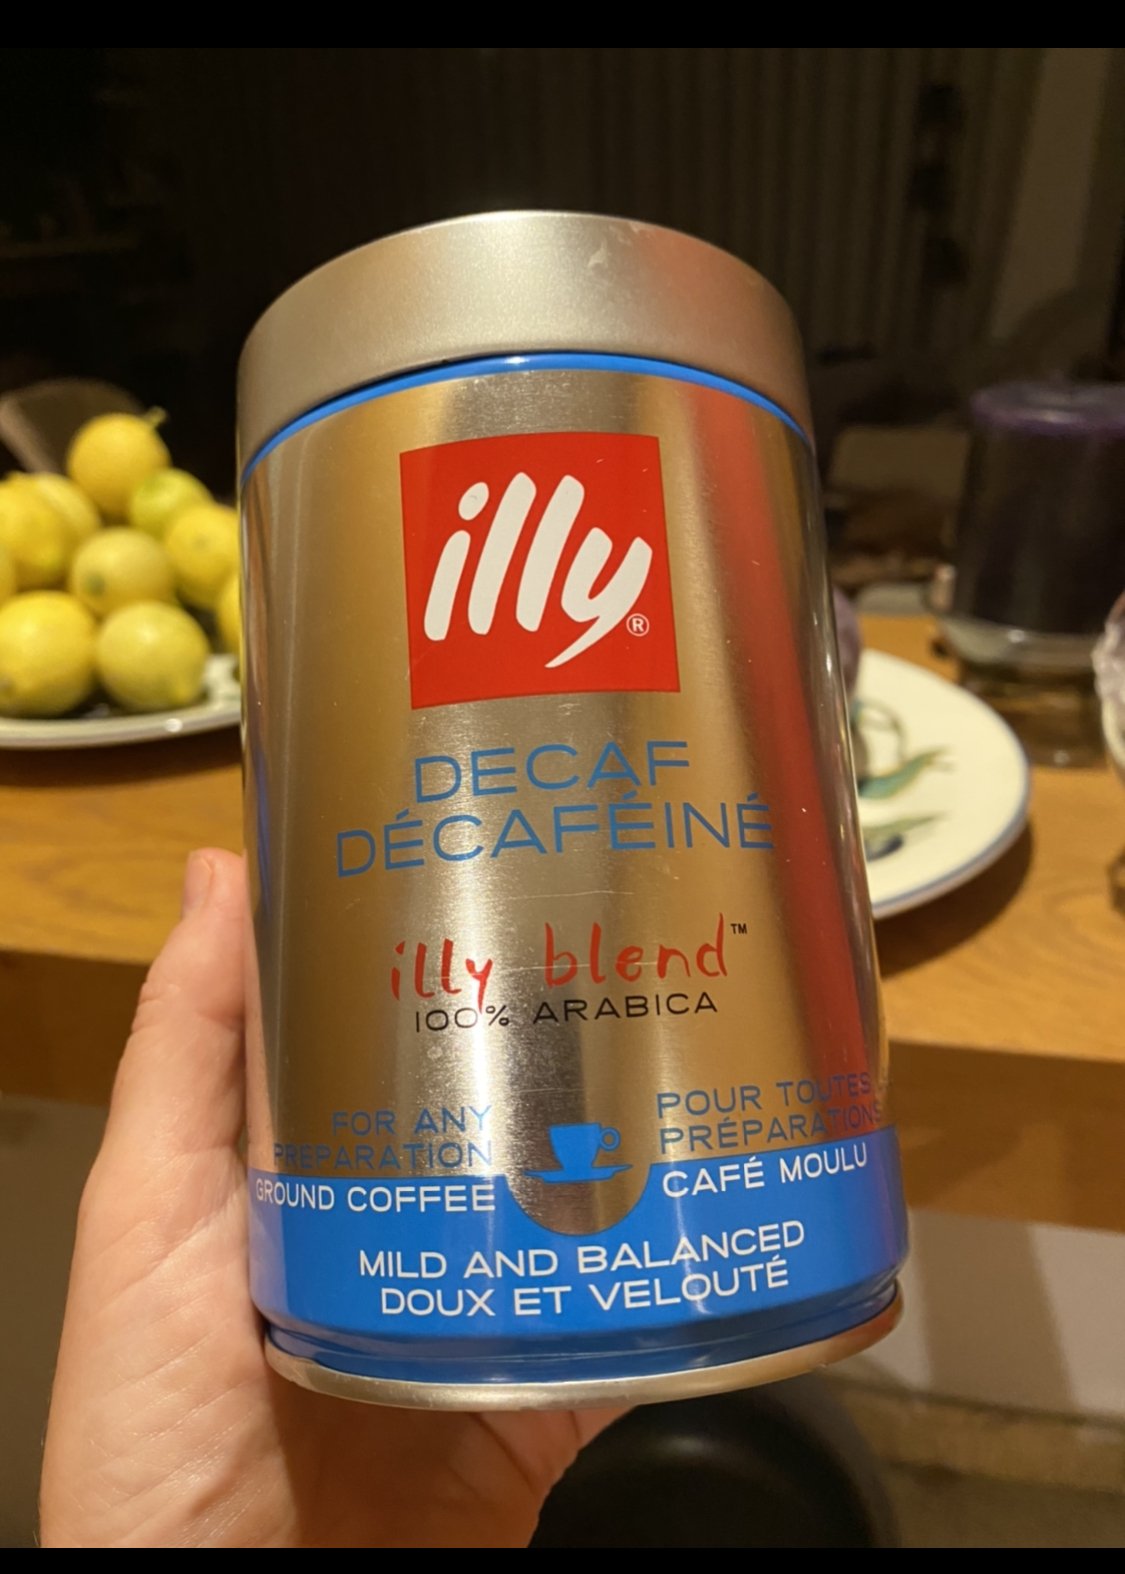 illy®
DECAF
DÉCAFÉINÉ
illy blend™
100% ARABICA
FOR ANY
PREPARATION
GROUND COFFEE
POUR TOUTES
PRÉPARATIONS
CAFÉ MOULU
MILD AND BALANCED
DOUX ET VELOUTÉ